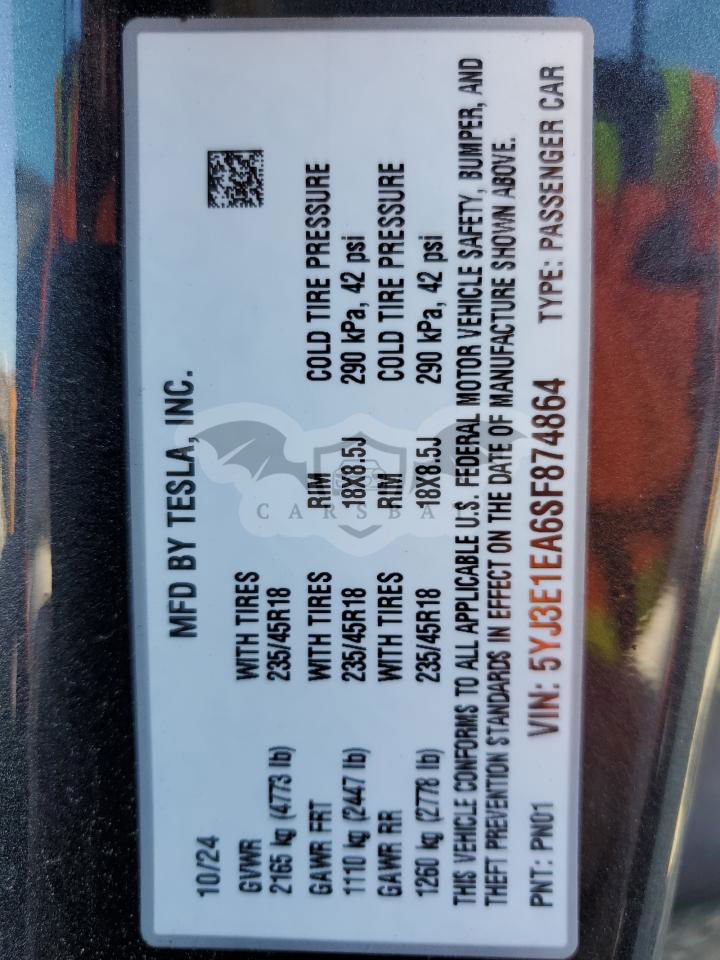 MFD BY TESLA, INC.
10/24
GVWR WITH TIRES
2165 kg (4773 lb) 235/45R18
GAWR FRT WITH TIRES RIM COLD TIRE PRESSURE
1110 kg (2447 lb) 235/45R18 18X8.5J 290 kPa, 42 psi
GAWR RR WITH TIRES RIM COLD TIRE PRESSURE
1260 kg (2778 lb) 235/45R18 18X8.5J 290 kPa, 42 psi
THIS VEHICLE CONFORMS TO ALL APPLICABLE U.S. FEDERAL MOTOR VEHICLE SAFETY, BUMPER, AND
THEFT PREVENTION STANDARDS IN EFFECT ON THE DATE OF MANUFACTURE SHOWN ABOVE.
PNT: PN01 VIN: 5YJ3E1EA6SF874864 TYPE: PASSENGER CAR